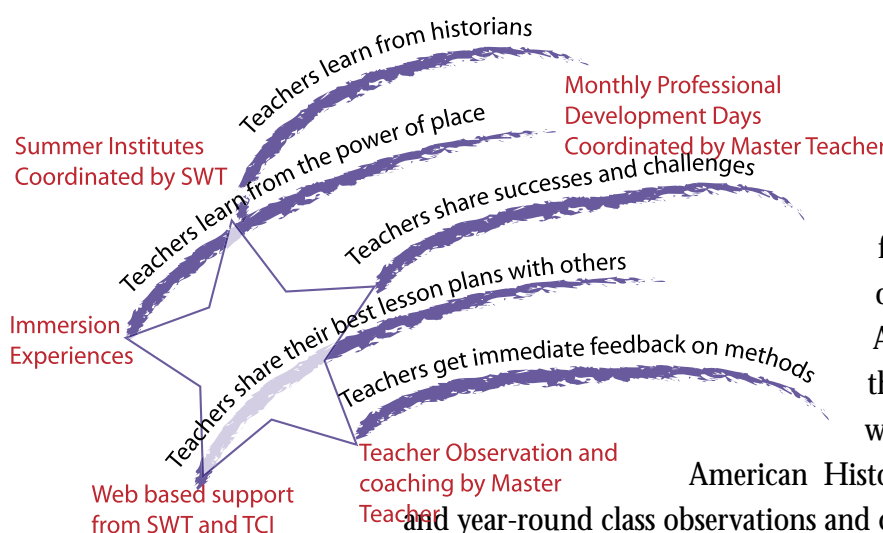 Teachers learn from historians
Monthly Professional
Development Days
Coordinated by Master Teacher
Teachers learn from the power of place
Summer Institutes
Coordinated by SWT
Teachers share successes and challenges
Teachers share their best lesson plans with others
Immersion
Experiences
Teachers get immediate feedback on methods
Teacher Observation and
coaching by Master
Teacher
Web based support
from SWT and TCI
American Histo
and year-round class observations and